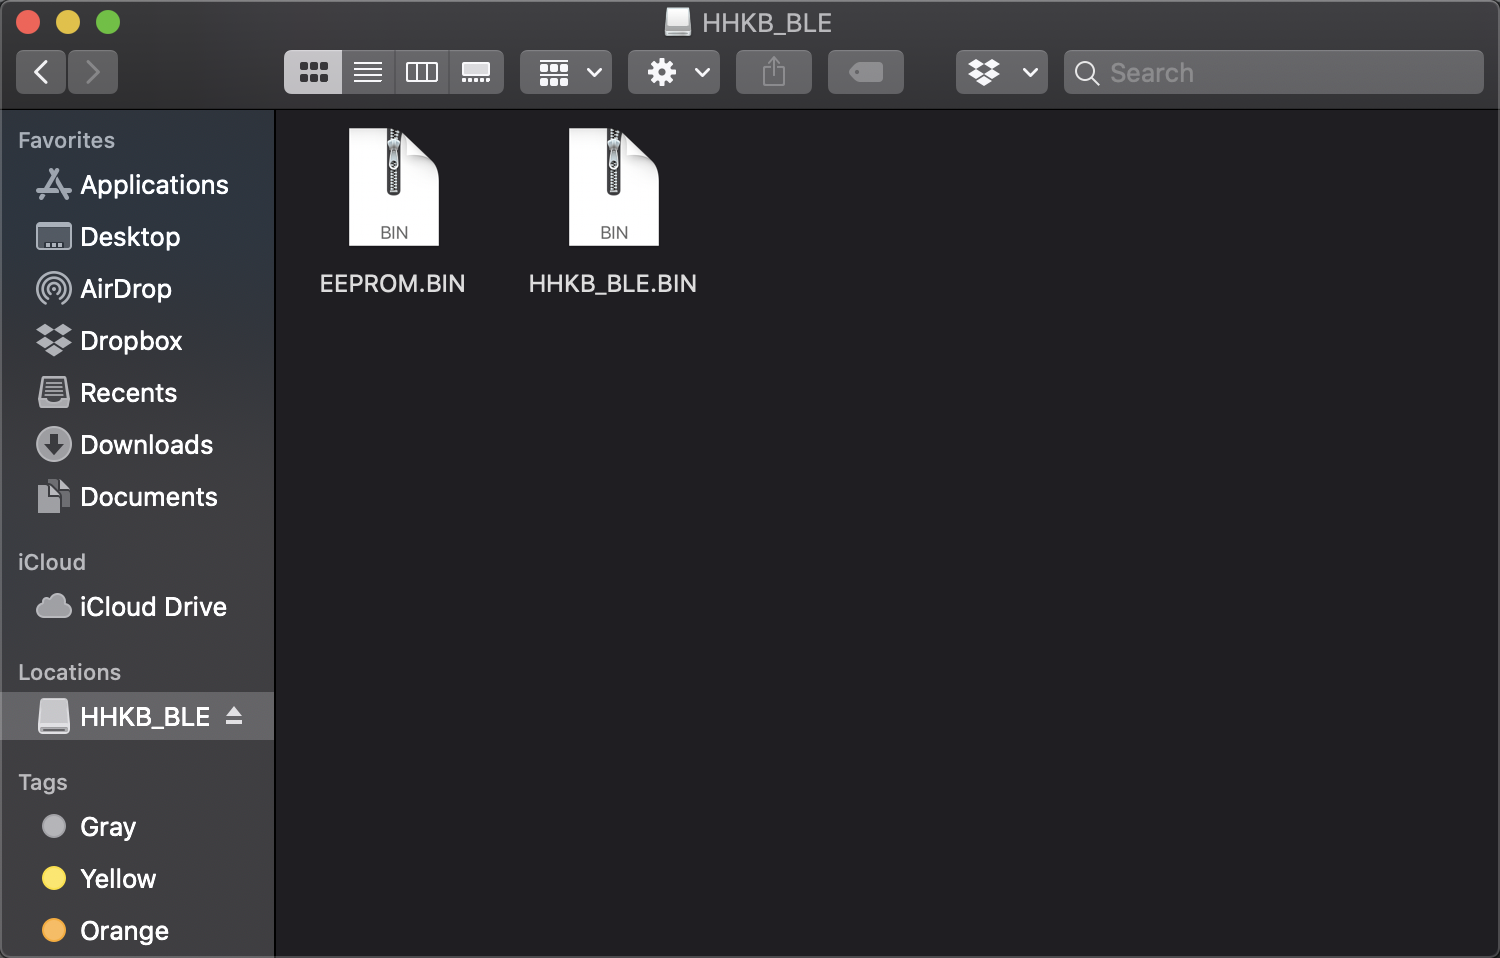 HHKB_BLE
Search
Favorites
Applications
Desktop
AirDrop
Dropbox
Recents
Downloads
Documents
iCloud
iCloud Drive
Locations
HHKB_BLE
Tags
Gray
Yellow
Orange
BIN
EEPROM.BIN
BIN
HHKB_BLE.BIN